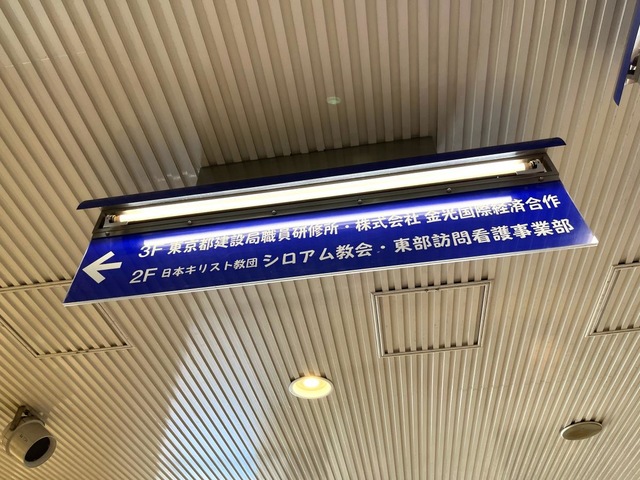 3F 東京都建設局職員研修所・株式会社 金光国際経済合作
2F 日本キリスト教団 シロアム教会・東部訪問看護事業部